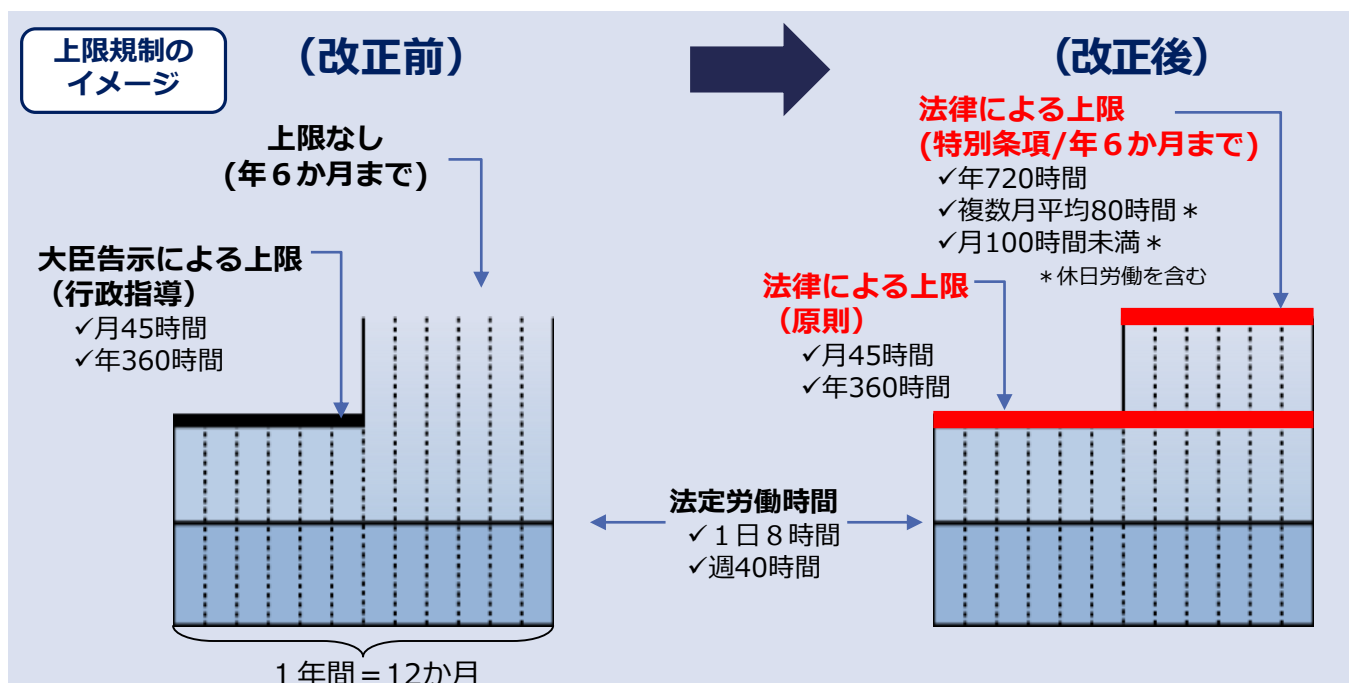 上限規制の
イメージ
（改正前）
（改正後）
上限なし
(年６か月まで)
大臣告示による上限
（行政指導）
✓月45時間
✓年360時間
法律による上限
(特別条項/年６か月まで)
✓年720時間
✓複数月平均80時間＊
✓月100時間未満＊
＊休日労働を含む
法律による上限
（原則）
✓月45時間
✓年360時間
法定労働時間
✓１日８時間
✓週40時間
１年間＝12か月